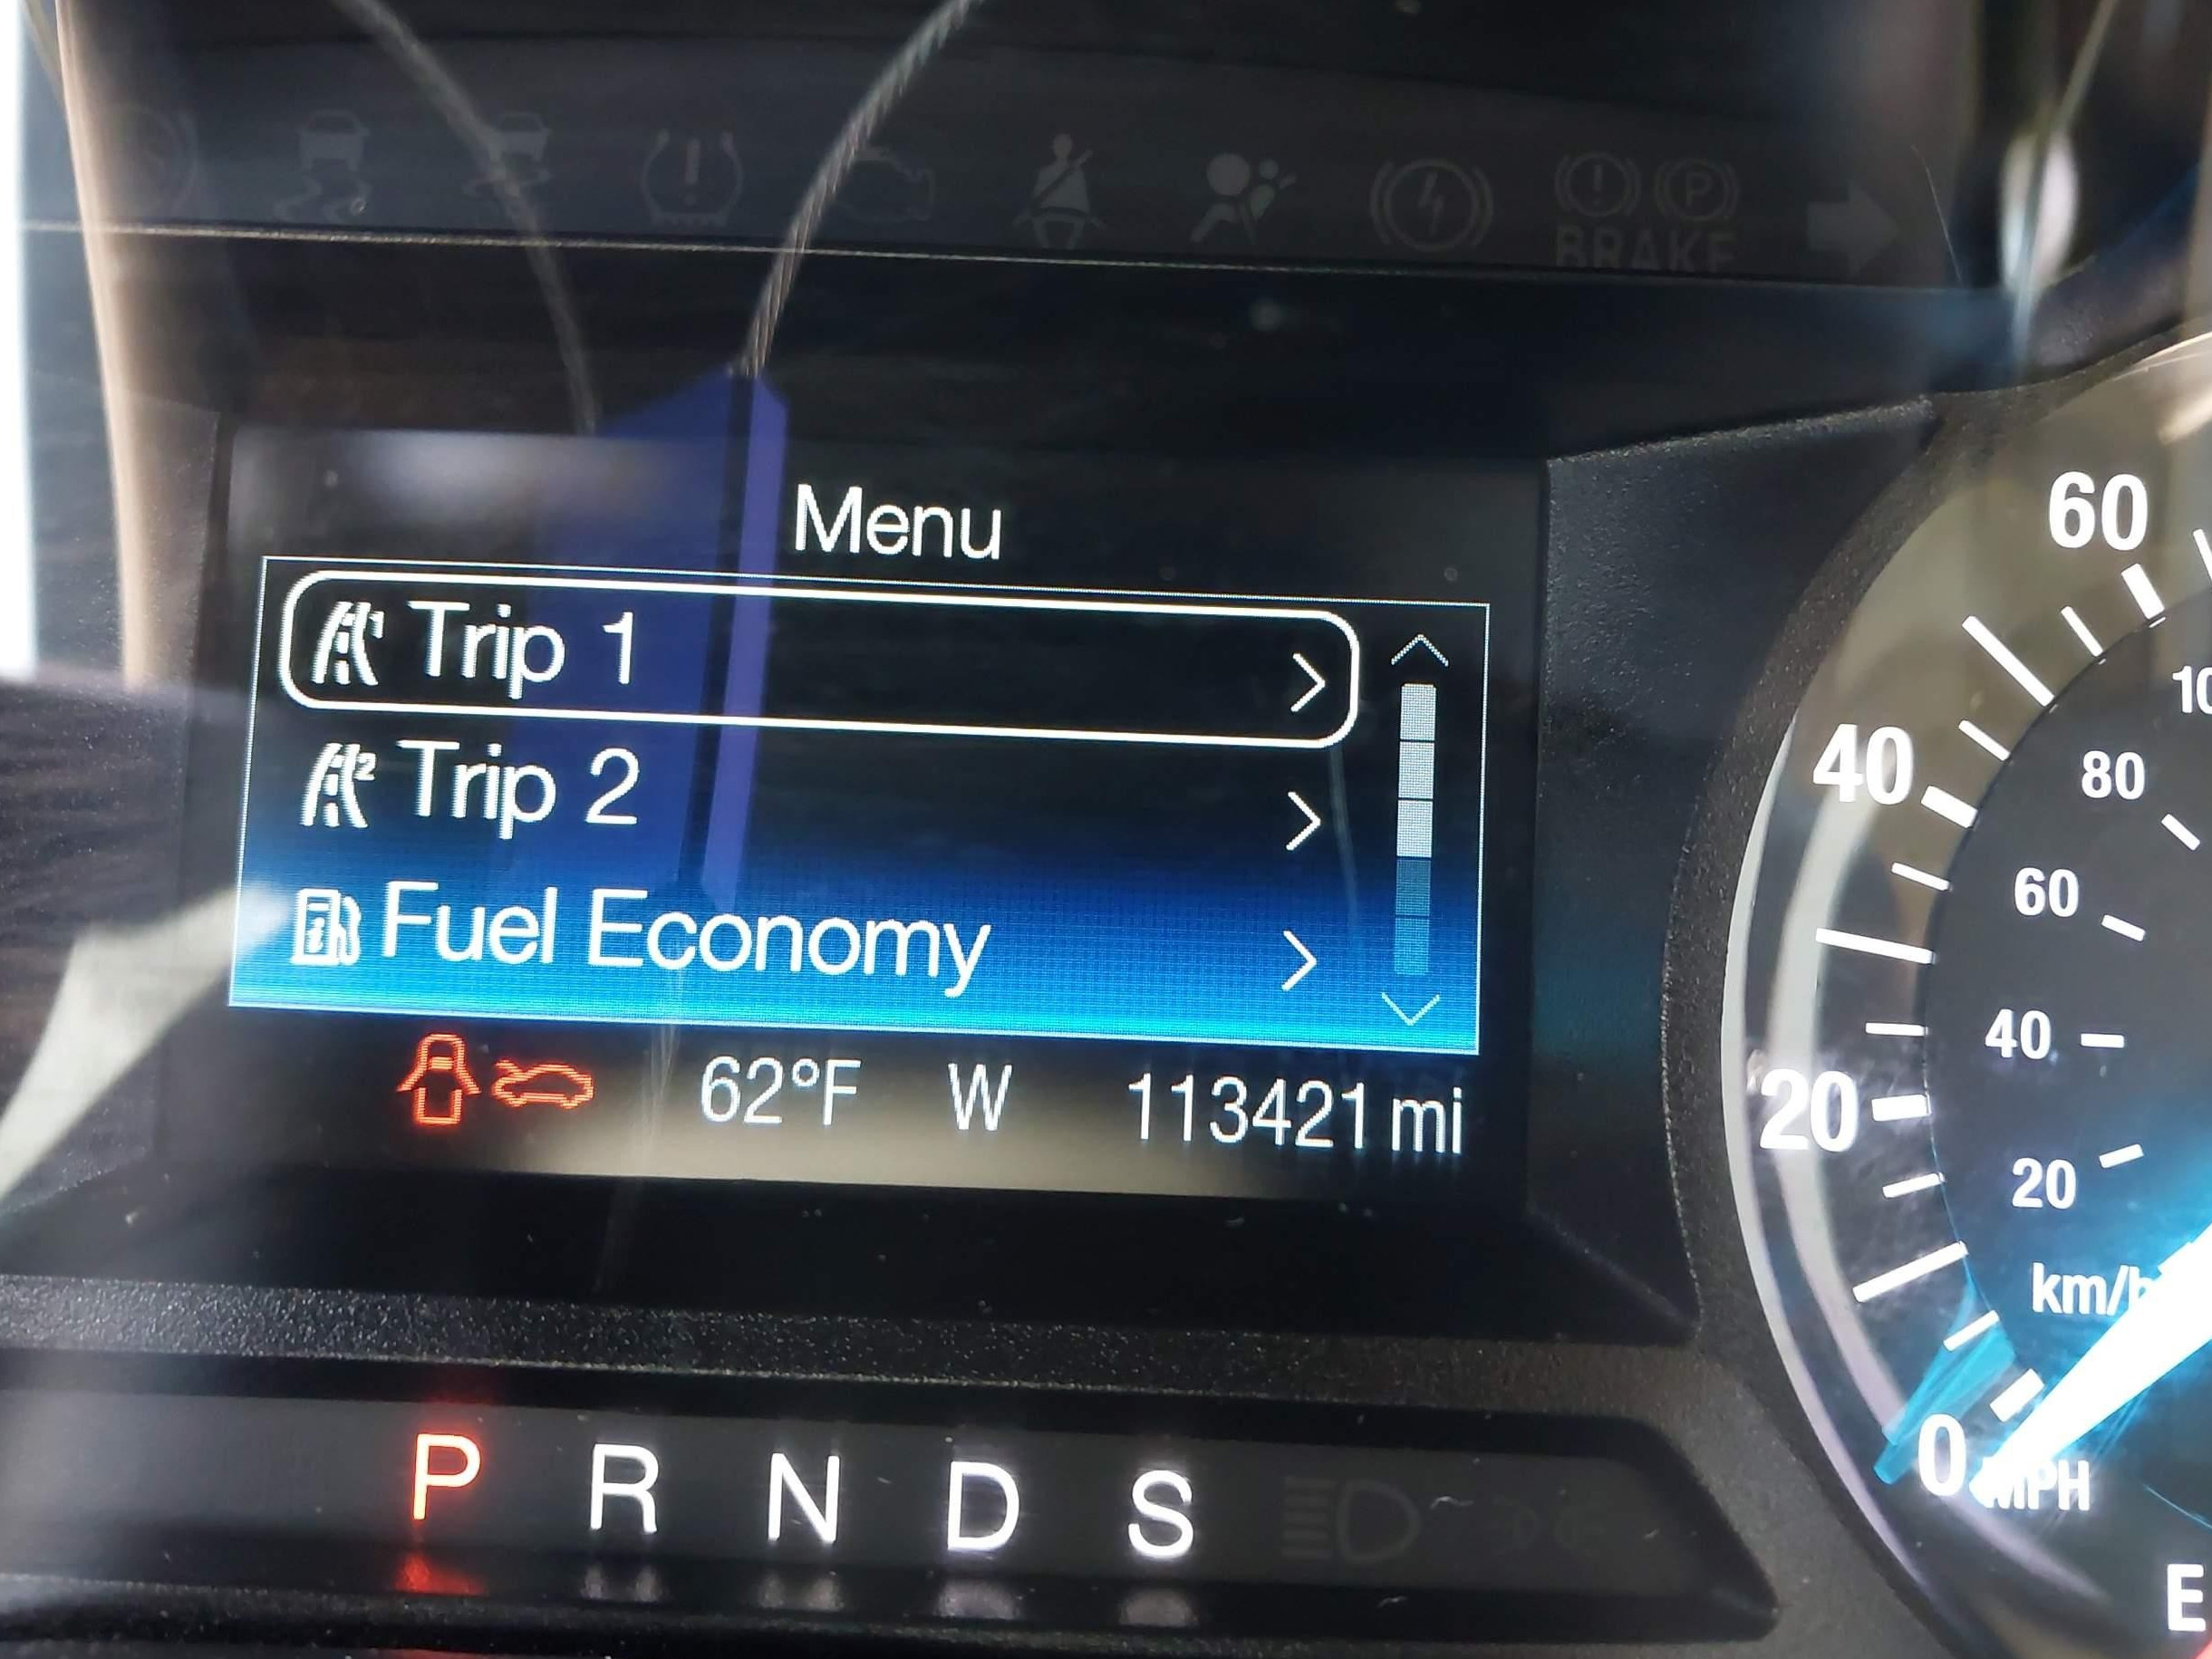 BRAKE
Menu
Trip 1
Trip 2
Fuel Economy
62°F W 113421 mi
P R N D S
60
40
20
0
MPH
80
60
40
20
km/h
E